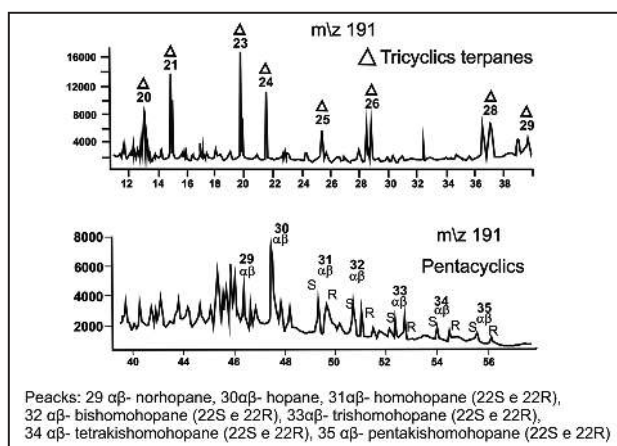 m\z 191
△ Tricyclics terpanes
16000
12000
8000
4000
△ 20
△ 21
△ 23
△ 24
△ 25
△ 26
△ 28
△ 29
12 14 16 18 20 22 24 26 28 30 32 34 36 38
m\z 191
Pentacyclics
8000
6000
4000
2000
29 αβ
30 αβ
S 31 αβ R
S 32 αβ R
S 33 αβ R
S 34 αβ R
S 35 αβ R
40 44 46 48 50 52 54 56
Peacks: 29 αβ- norhopane, 30αβ- hopane, 31αβ- homohopane (22S e 22R),
32 αβ- bishomohopane (22S e 22R), 33αβ- trishomohopane (22S e 22R),
34 αβ- tetrakishomohopane (22S e 22R), 35 αβ- pentakishomohopane (22S e 22R)